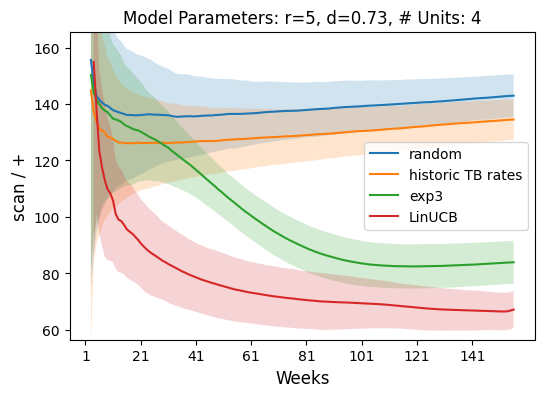 Model Parameters: r=5, d=0.73, # Units: 4
scan / +
160
140
120
100
80
60
random
historic TB rates
exp3
LinUCB
1 21 41 61 81 101 121 141
Weeks